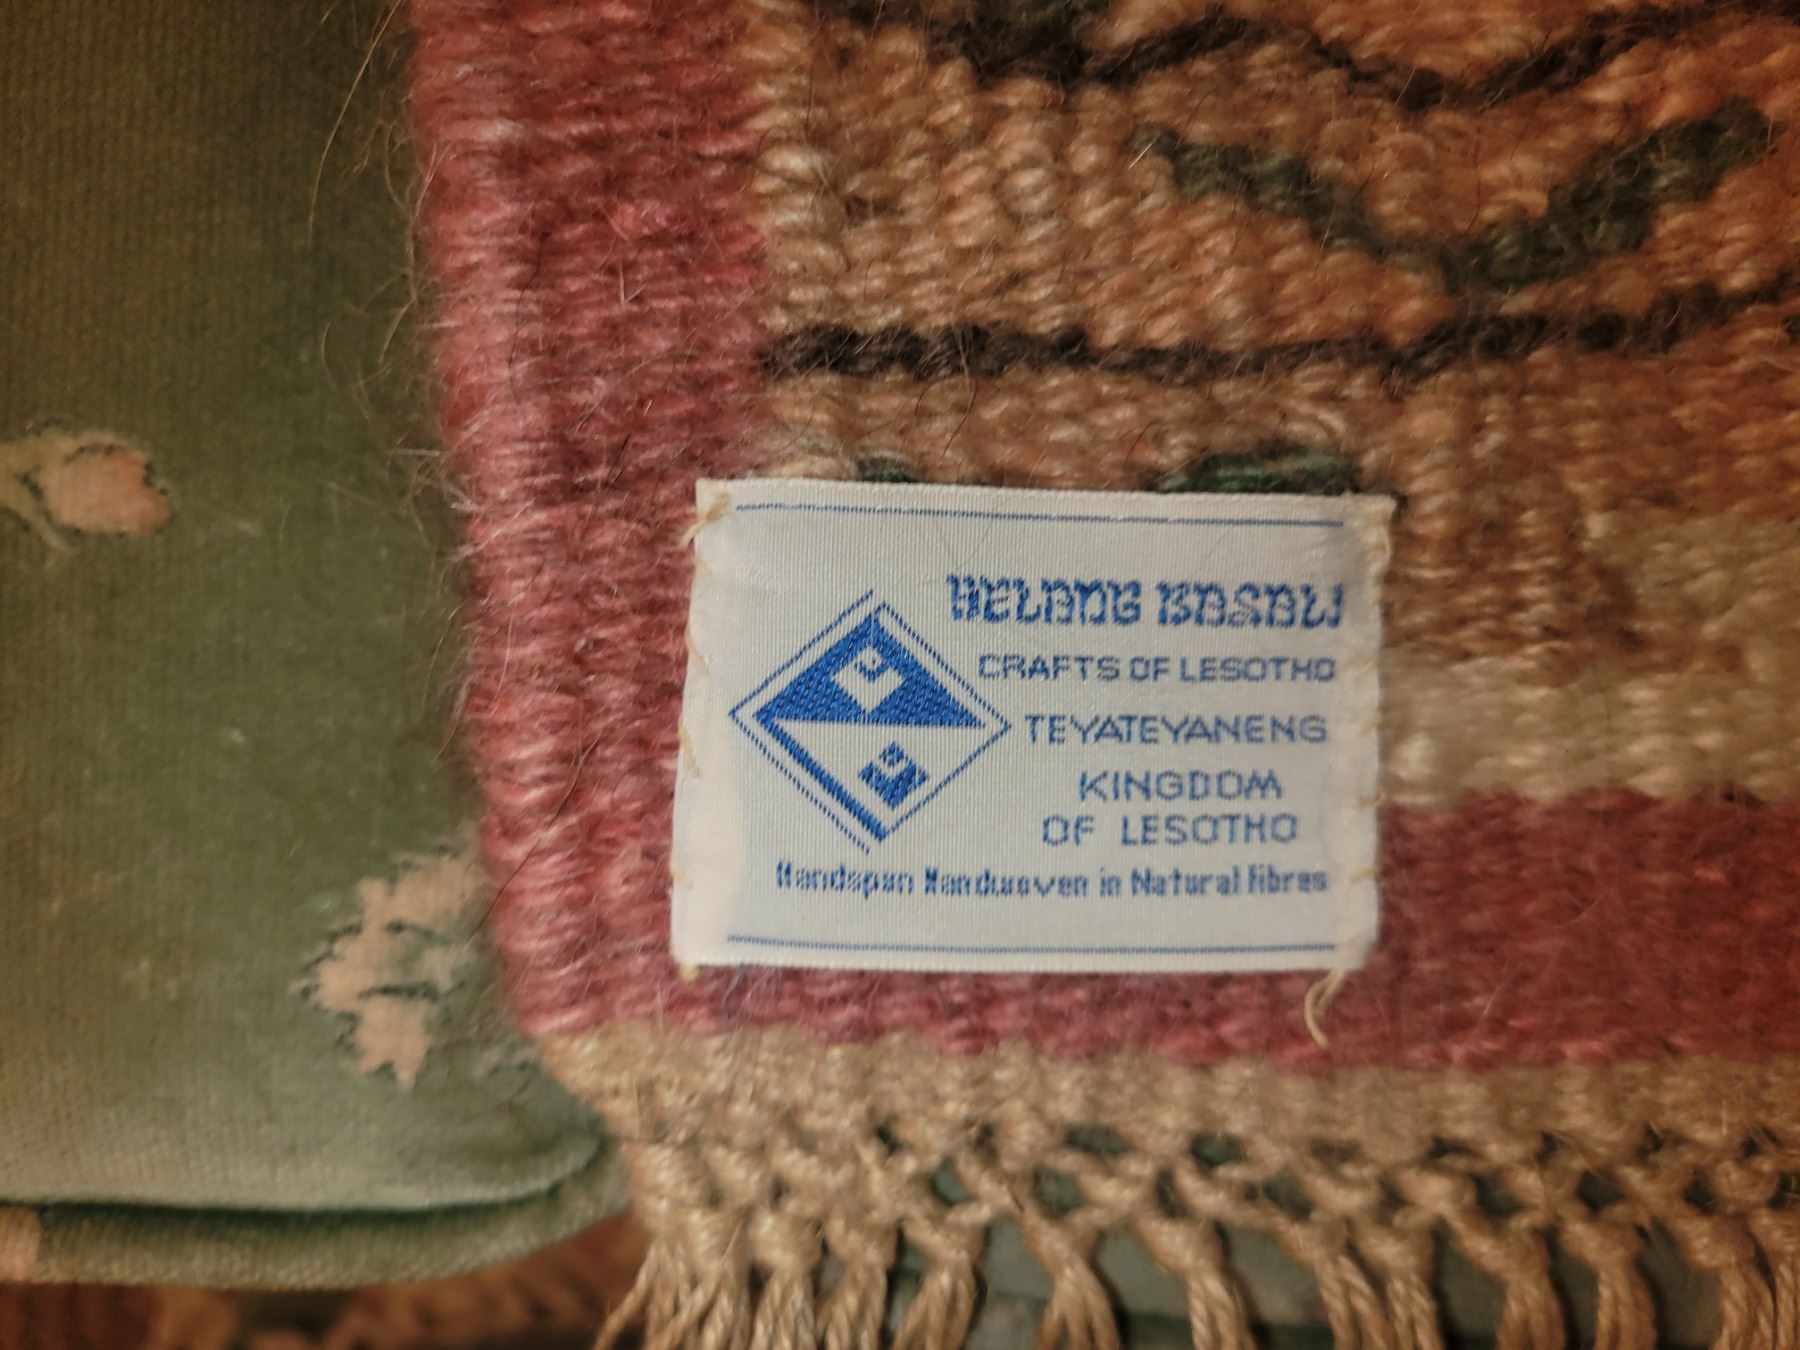 HELANG BASALI
CRAFTS OF LESOTHO
TEYATEYANENG
KINGDOM
OF LESOTHO
Handspun Handwoven in Natural Fibres